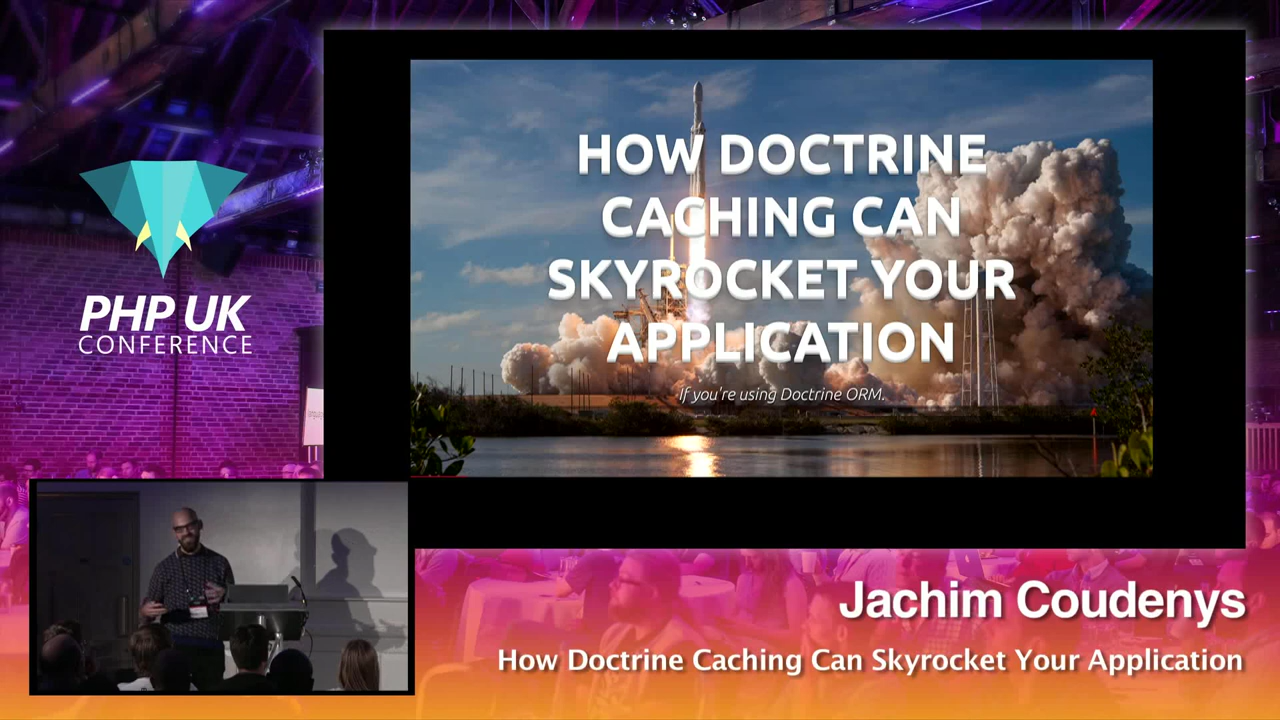 HOW DOCTRINE
CACHING CAN
SKYROCKET YOUR
APPLICATION
If you're using Doctrine ORM.
PHP UK
CONFERENCE
Jachim Coudenys
How Doctrine Caching Can Skyrocket Your Application